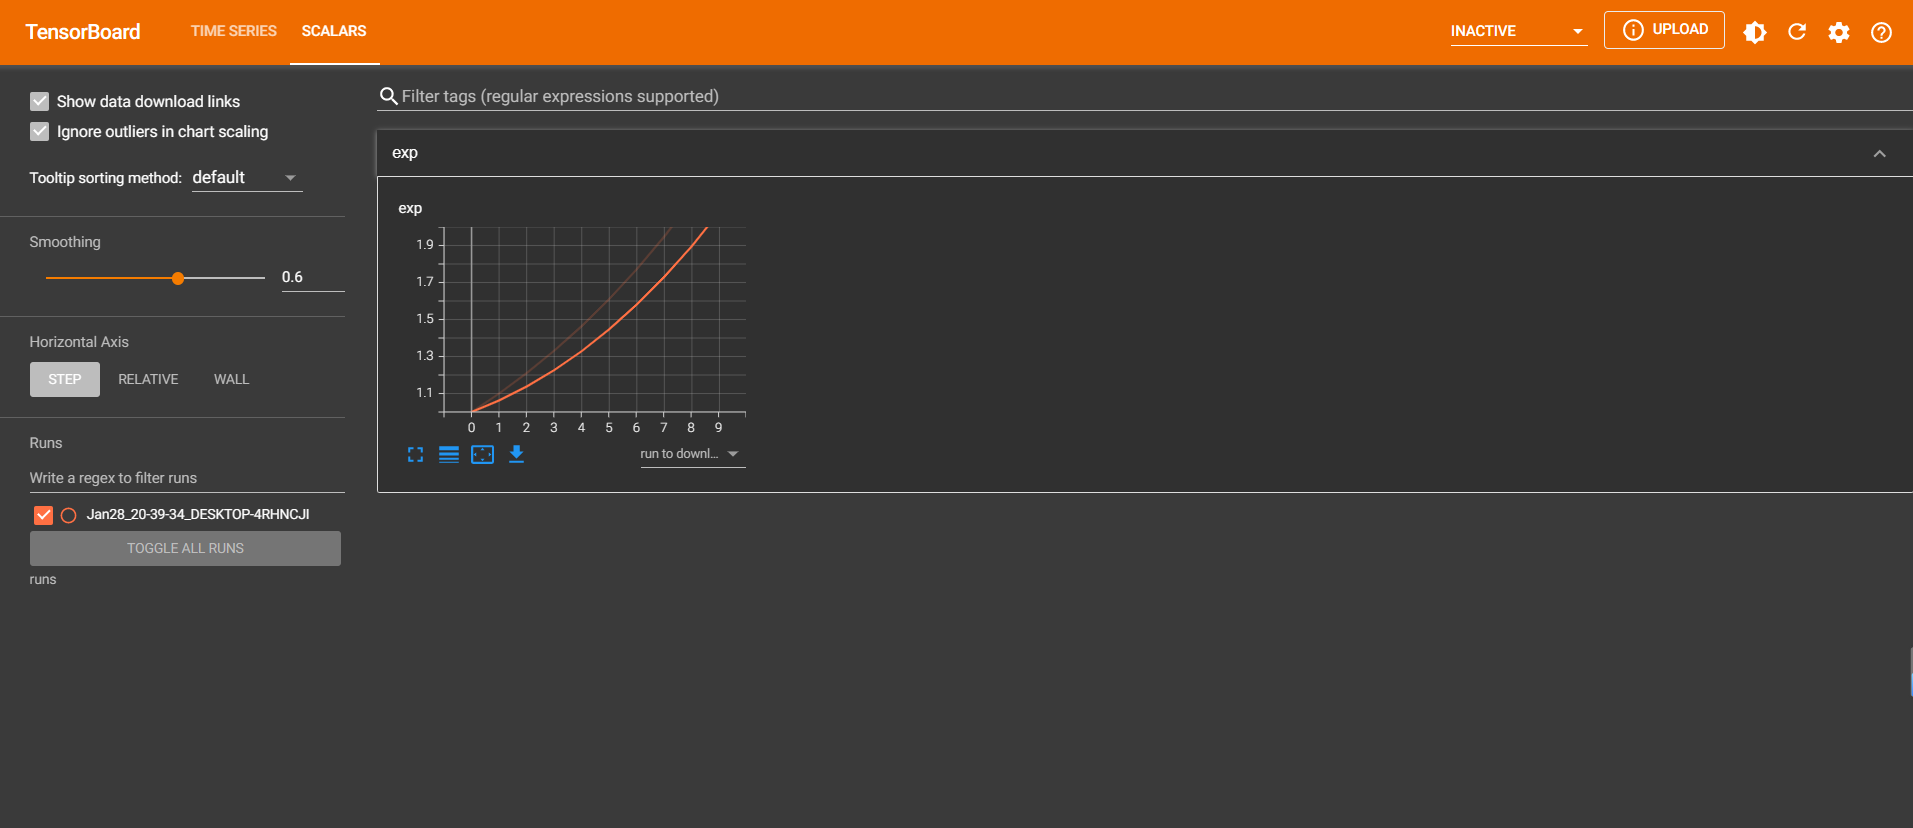 TensorBoard TIME SERIES SCALARS INACTIVE UPLOAD
Show data download links
Ignore outliers in chart scaling
Tooltip sorting method: default
Smoothing
0.6
Horizontal Axis
STEP RELATIVE WALL
Runs
Write a regex to filter runs
Jan28_20-39-34_DESKTOP-4RHNCJI
TOGGLE ALL RUNS
runs
Filter tags (regular expressions supported)
exp
exp
1.9
1.7
1.5
1.3
1.1
0 1 2 3 4 5 6 7 8 9
run to downl...